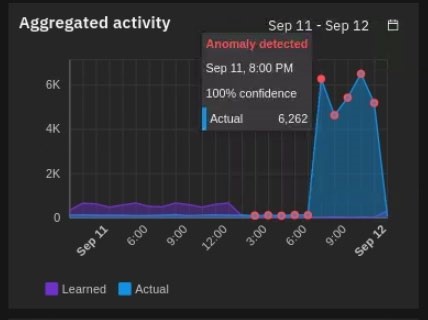 Aggregated activity
Sep 11 - Sep 12
Anomaly detected
Sep 11, 8:00 PM
100% confidence
Actual 6,262
6K
4K
2K
0
Sep 11
6:00
9:00
12:00
3:00
6:00
9:00
Sep 12
Learned
Actual